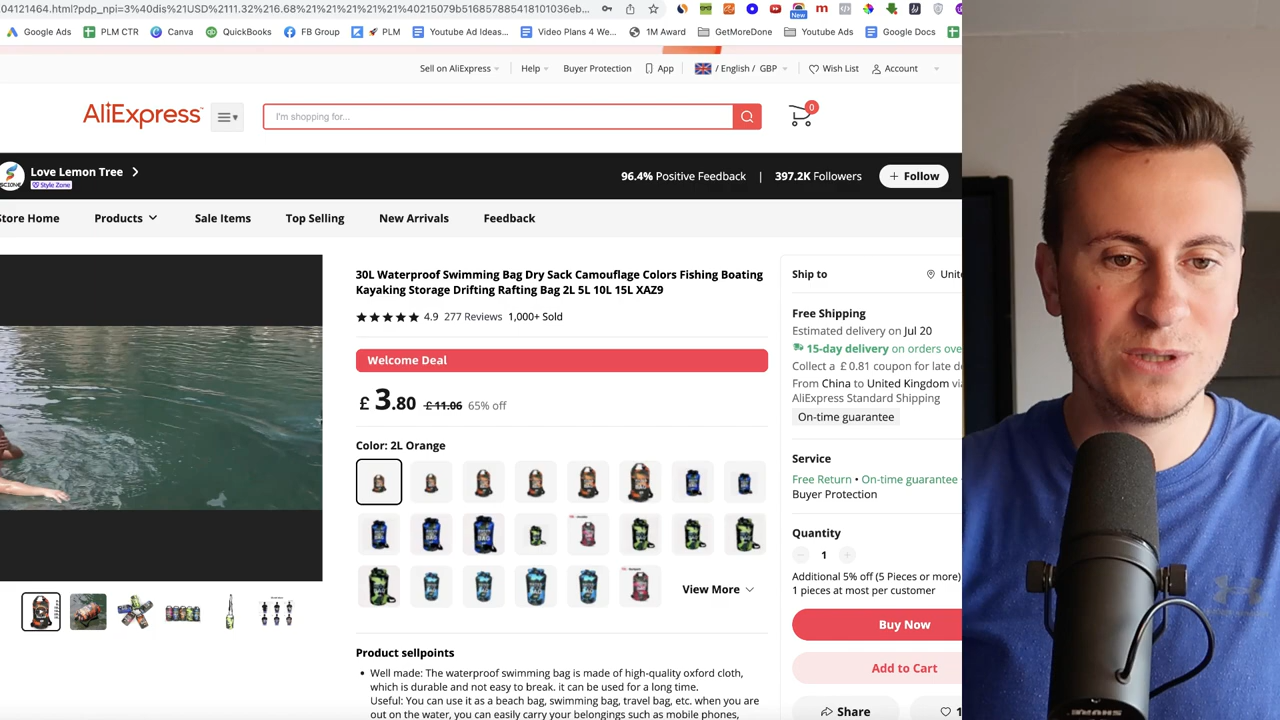 04121464.html?pdp_npi=3%40dis%21USD%2111.32%216.68%21%21%21%21%21%40215079b516857885418101036eb...
New
Google Ads
PLM CTR
Canva
QuickBooks
FB Group
PLM
Youtube Ad Ideas...
Video Plans 4 We...
1M Award
GetMoreDone
Youtube Ads
Google Docs
Sell on AliExpress
Help
Buyer Protection
App
/ English / GBP
Wish List
Account
AliExpress
I'm shopping for...
0
Love Lemon Tree
Style Zone
96.4% Positive Feedback | 397.2K Followers
+ Follow
Store Home
Products
Sale Items
Top Selling
New Arrivals
Feedback
30L Waterproof Swimming Bag Dry Sack Camouflage Colors Fishing Boating
Kayaking Storage Drifting Rafting Bag 2L 5L 10L 15L XAZ9
4.9 277 Reviews 1,000+ Sold
Welcome Deal
£ 3.80 £ 11.06 65% off
Color: 2L Orange
View More
Product sellpoints
• Well made: The waterproof swimming bag is made of high-quality oxford cloth,
which is durable and not easy to break. it can be used for a long time.
Useful: You can use it as a beach bag, swimming bag, travel bag, etc. when you are
out on the water, you can easily carry your belongings such as mobile phones,
Ship to
Unite
Free Shipping
Estimated delivery on Jul 20
15-day delivery on orders ove
Collect a £ 0.81 coupon for late d
From China to United Kingdom via
AliExpress Standard Shipping
On-time guarantee
Service
Free Return • On-time guarantee •
Buyer Protection
Quantity
− 1 +
Additional 5% off (5 Pieces or more)
1 pieces at most per customer
Buy Now
Add to Cart
Share
1